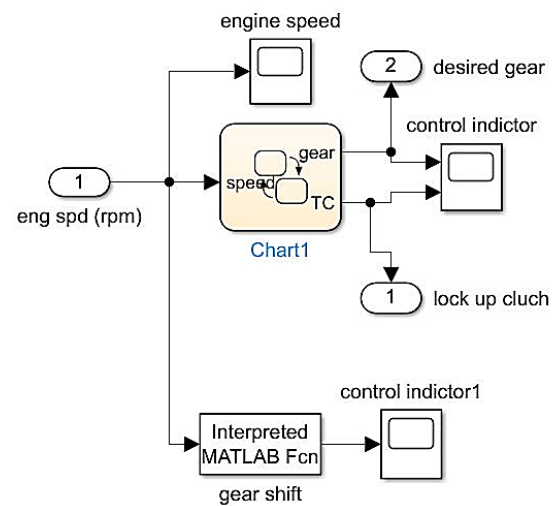 engine speed
2
desired gear
control indictor
gear
speed
TC
1
eng spd (rpm)
Chart1
1
lock up cluch
control indictor1
Interpreted
MATLAB Fcn
gear shift